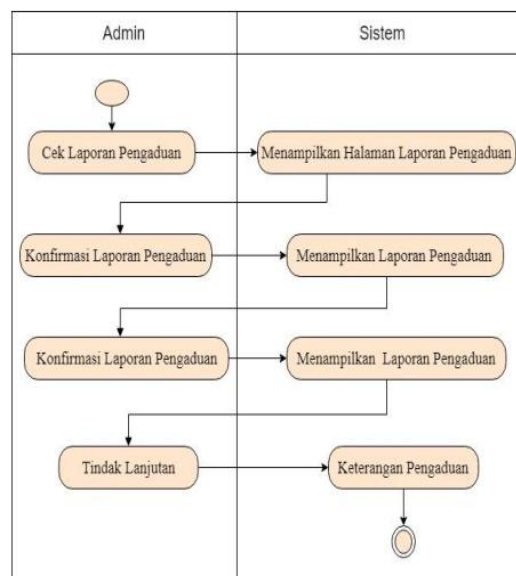 Admin
Sistem
Cek Laporan Pengaduan
Menampilkan Halaman Laporan Pengaduan
Konfirmasi Laporan Pengaduan
Menampilkan Laporan Pengaduan
Konfirmasi Laporan Pengaduan
Menampilkan Laporan Pengaduan
Tindak Lanjutan
Keterangan Pengaduan